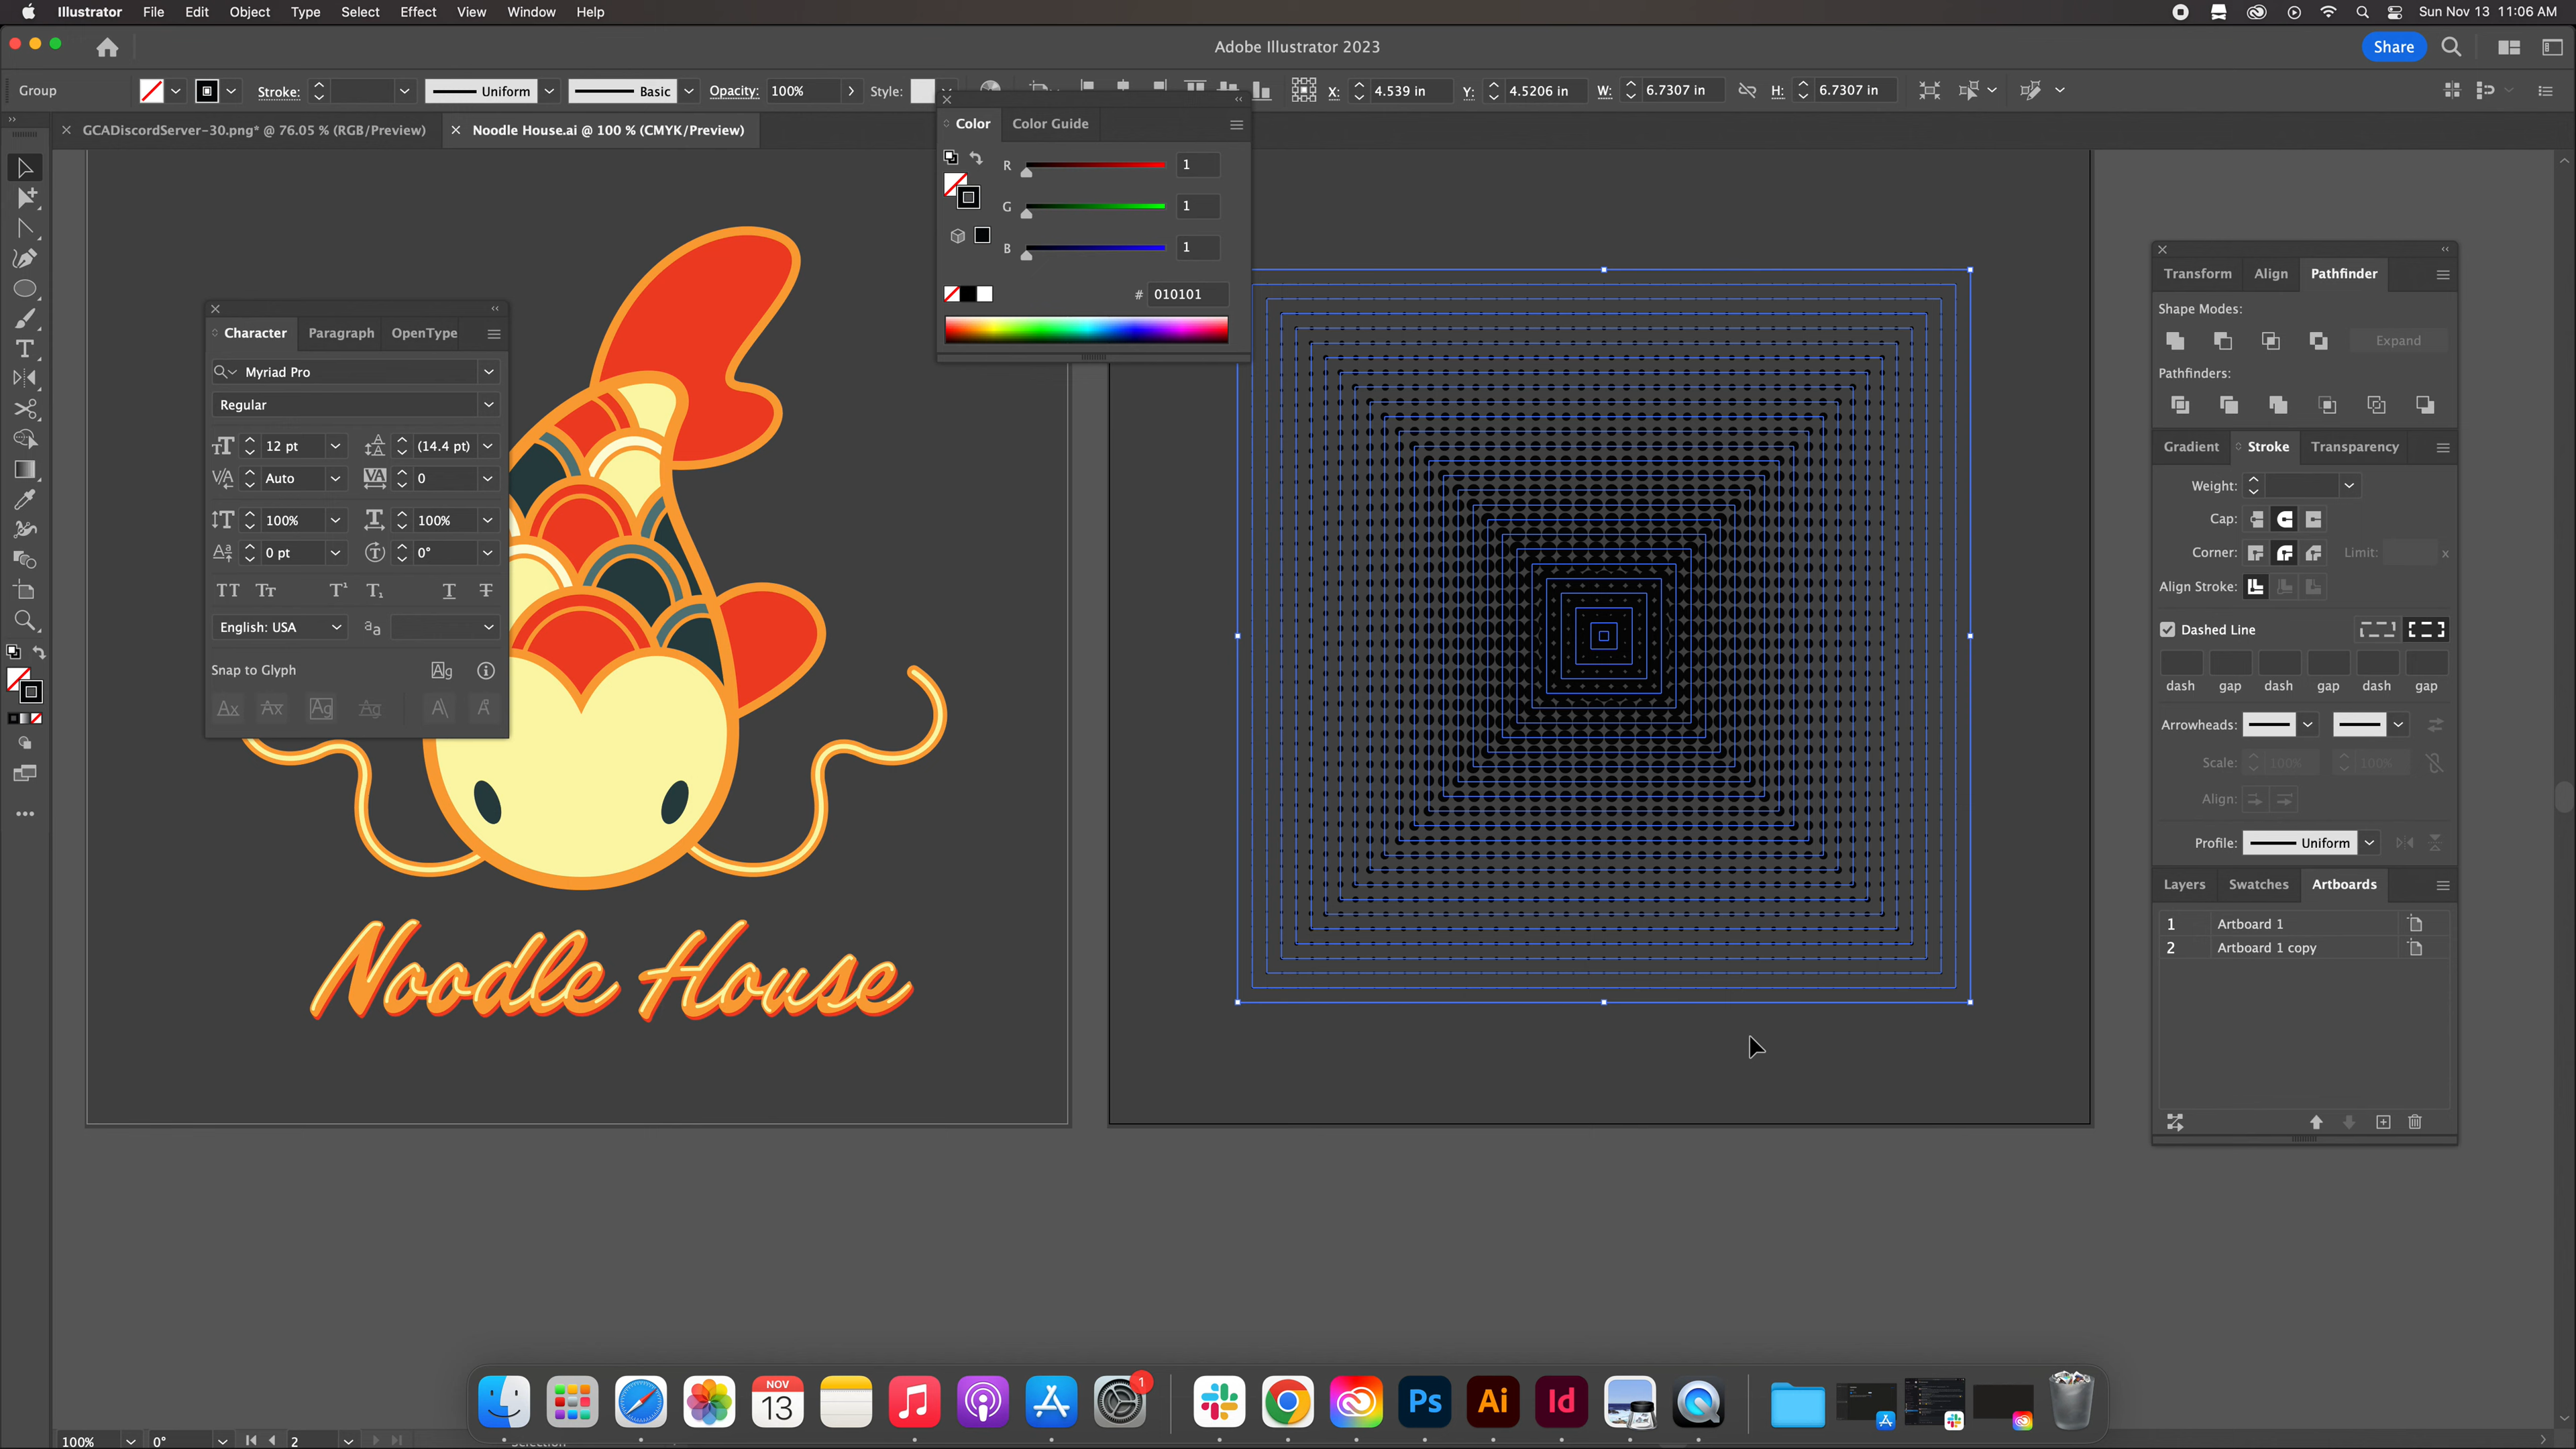 Illustrator File Edit Object Type Select Effect View Window Help
Sun Nov 13 11:06 AM
Adobe Illustrator 2023
Share
Group
Stroke:
Uniform
Basic
Opacity: 100%
Style:
X: 4.539 in
Y: 4.5206 in
W: 6.7307 in
H: 6.7307 in
GCADiscordServer-30.png* @ 76.05 % (RGB/Preview)
Noodle House.ai @ 100 % (CMYK/Preview)
Color Color Guide
R 1
G 1
B 1
# 010101
Character Paragraph OpenType
Myriad Pro
Regular
12 pt (14.4 pt)
Auto 0
100% 100%
0 pt 0°
English: USA
Snap to Glyph
Noodle House
Transform Align Pathfinder
Shape Modes:
Expand
Pathfinders:
Gradient Stroke Transparency
Weight:
Cap:
Corner: Limit: x
Align Stroke:
Dashed Line
dash gap dash gap dash gap
Arrowheads:
Scale: 100% 100%
Align:
Profile: Uniform
Layers Swatches Artboards
1 Artboard 1
2 Artboard 1 copy
NOV
13
1
Ps
Ai
Id
100% 0° 2
Selection